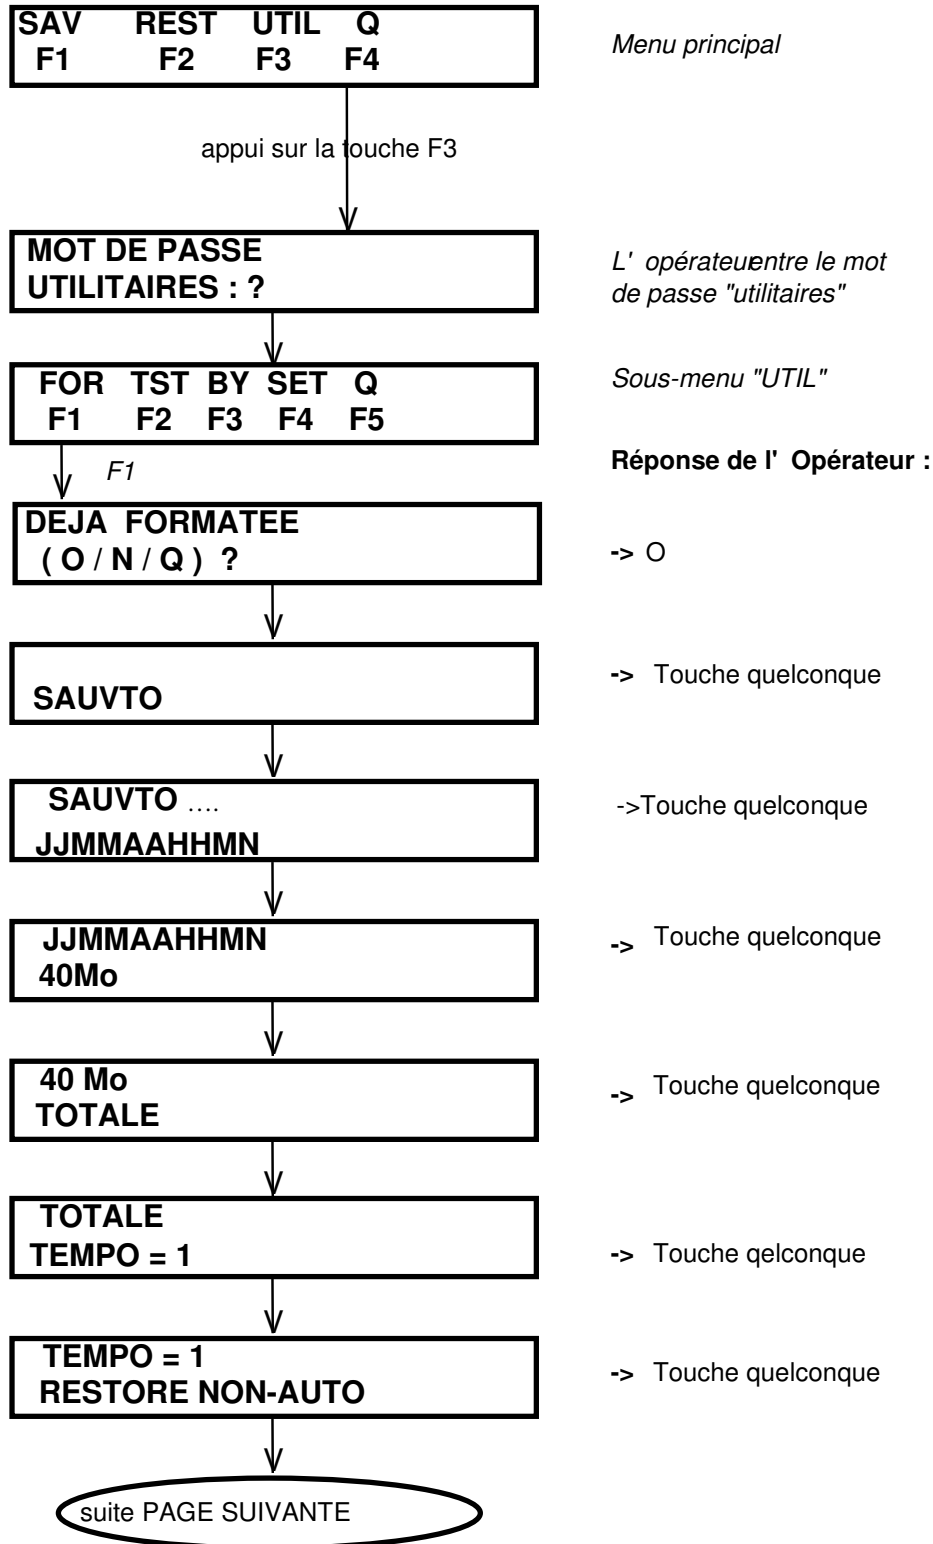 SAV REST UTIL Q
F1 F2 F3 F4
Menu principal
appui sur la touche F3
MOT DE PASSE
UTILITAIRES : ?
L' opérateurentre le mot
de passe "utilitaires"
FOR TST BY SET Q
F1 F2 F3 F4 F5
Sous-menu "UTIL"
F1
Réponse de l' Opérateur :
DEJA FORMATEE
( O / N / Q ) ?
-> O
SAUVTO
-> Touche quelconque
SAUVTO ....
JJMMAAHHMN
->Touche quelconque
JJMMAAHHMN
40Mo
-> Touche quelconque
40 Mo
TOTALE
-> Touche quelconque
TOTALE
TEMPO = 1
-> Touche qelconque
TEMPO = 1
RESTORE NON-AUTO
-> Touche quelconque
suite PAGE SUIVANTE